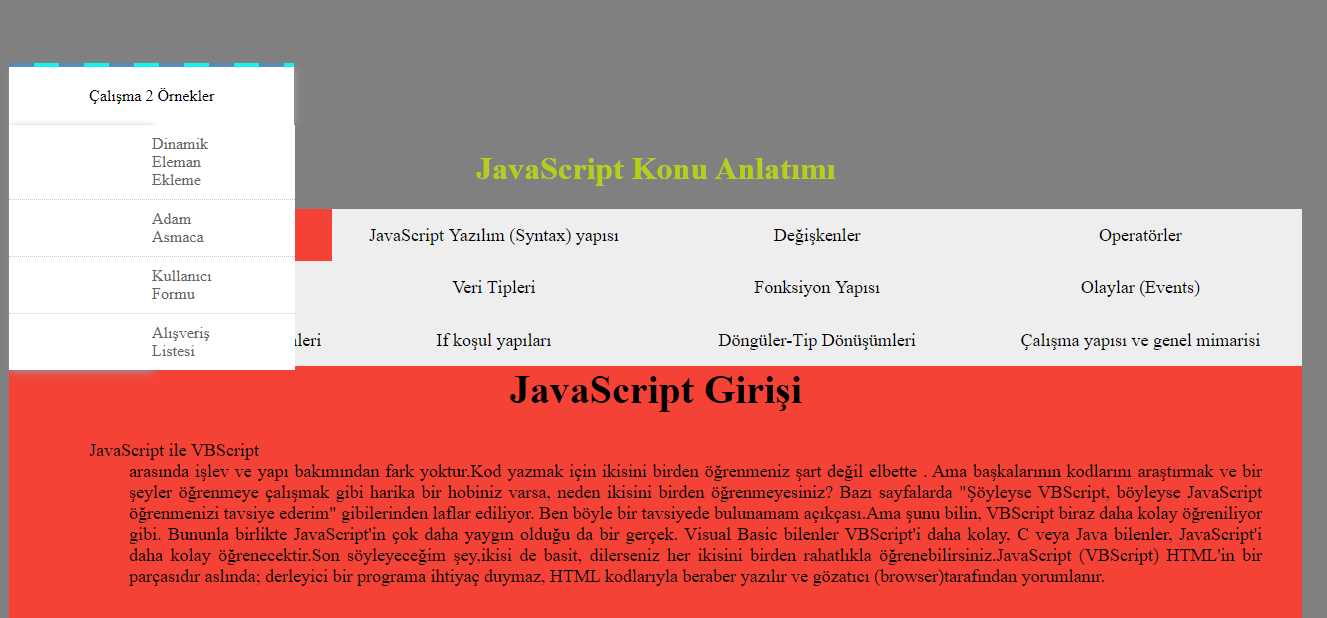 Çalışma 2 Örnekler
Dinamik
Eleman
Ekleme
Adam
Asmaca
Kullanıcı
Formu
Alışveriş
Listesi
JavaScript Konu Anlatımı
JavaScript Yazılım (Syntax) yapısı
Değişkenler
Operatörler
Veri Tipleri
Fonksiyon Yapısı
Olaylar (Events)
If koşul yapıları
Döngüler-Tip Dönüşümleri
Çalışma yapısı ve genel mimarisi
JavaScript Girişi
JavaScript ile VBScript
arasında işlev ve yapı bakımından fark yoktur.Kod yazmak için ikisini birden öğrenmeniz şart değil elbette . Ama başkalarının kodlarını araştırmak ve bir
şeyler öğrenmeye çalışmak gibi harika bir hobiniz varsa, neden ikisini birden öğrenmeyesiniz? Bazı sayfalarda "Şöyleyse VBScript, böyleyse JavaScript
öğrenmenizi tavsiye ederim" gibilerinden laflar ediliyor. Ben böyle bir tavsiyede bulunamam açıkçası.Ama şunu bilin, VBScript biraz daha kolay öğreniliyor
gibi. Bununla birlikte JavaScript'in çok daha yaygın olduğu da bir gerçek. Visual Basic bilenler VBScript'i daha kolay, C veya Java bilenler, JavaScript'i
daha kolay öğrenecektir.Son söyleyeceğim şey,ikisi de basit, dilerseniz her ikisini birden rahatlıkla öğrenebilirsiniz.JavaScript (VBScript) HTML'in bir
parçasıdır aslında; derleyici bir programa ihtiyaç duymaz, HTML kodlarıyla beraber yazılır ve gözatıcı (browser)tarafından yorumlanır.